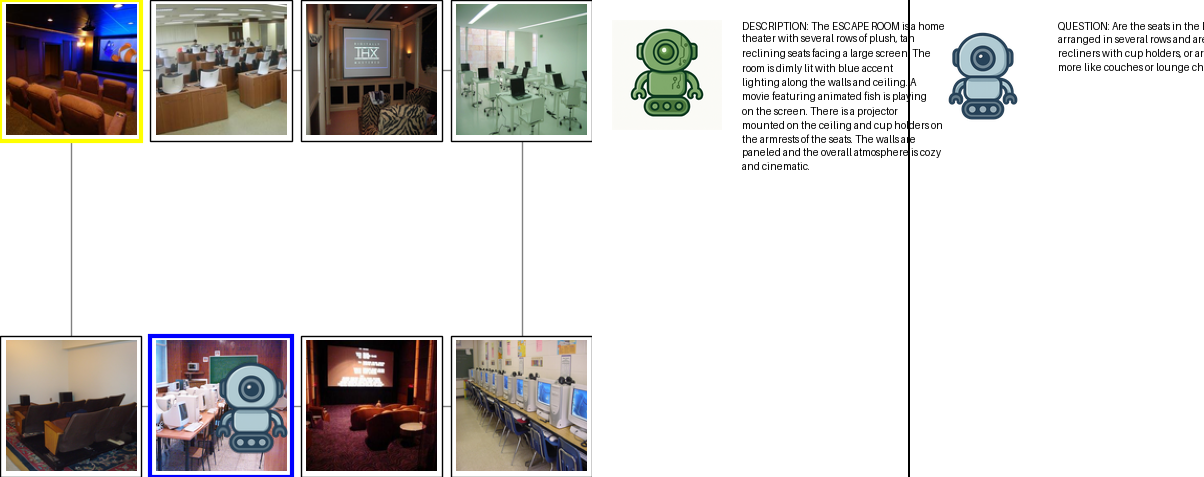 DESCRIPTION: The ESCAPE ROOM is a home
theater with several rows of plush, tan
reclining seats facing a large screen. The
room is dimly lit with blue accent
lighting along the walls and ceiling. A
movie featuring animated fish is playing
on the screen. There is a projector
mounted on the ceiling and cup holders on
the armrests of the seats. The walls are
paneled and the overall atmosphere is cozy
and cinematic.
QUESTION: Are the seats in the
arranged in several rows and are
recliners with cup holders, or ar
more like couches or lounge ch
THX